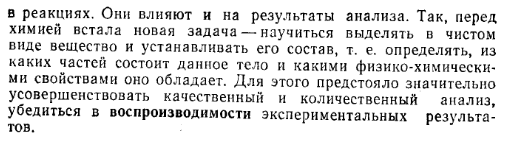 в реакциях. Они влияют и на результаты анализа. Так, перед
химией встала новая задача — научиться выделять в чистом
виде вещество и устанавливать его состав, т. е. определять, из
каких частей состоит данное тело и какими физико-химически-
ми свойствами оно обладает. Для этого предстояло значительно
усовершенствовать качественный и количественный анализ,
убедиться в воспроизводимости экспериментальных результа-
тов.